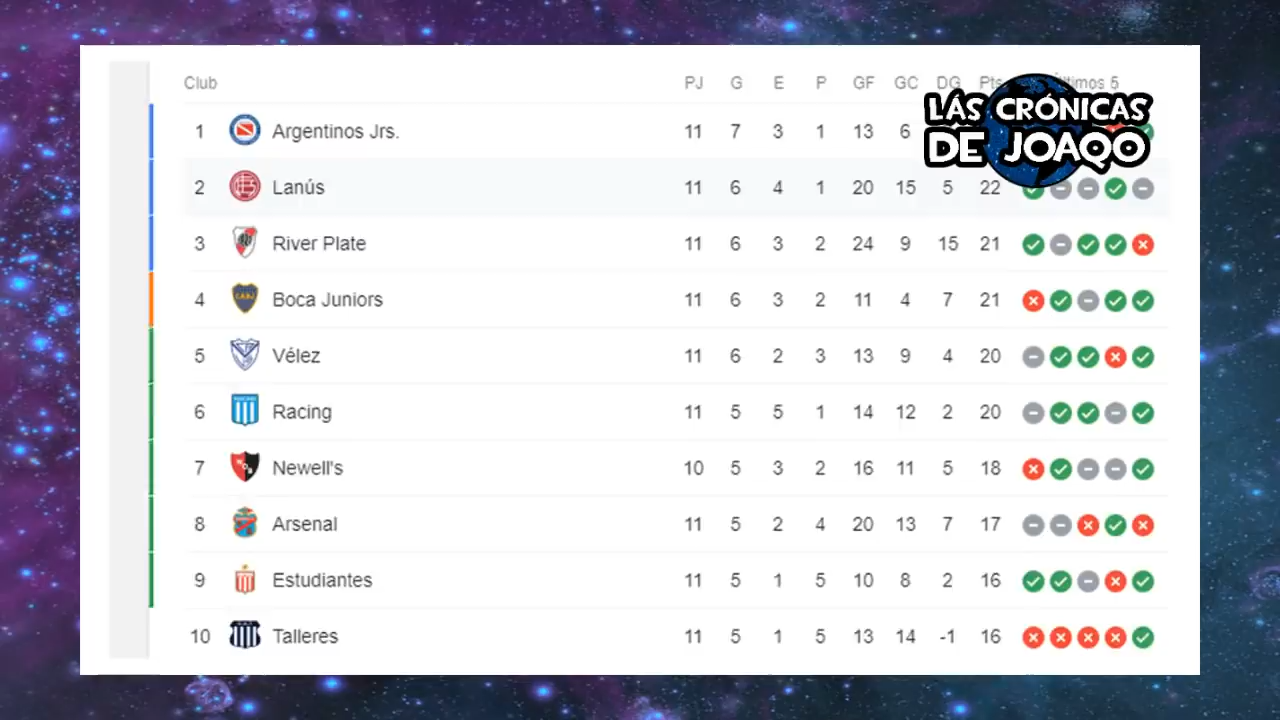 Club PJ G E P GF GC DG Pts Últimos 5
LÁS CRÓNICAS
DE JOAQO
1 Argentinos Jrs. 11 7 3 1 13 6
2 Lanús 11 6 4 1 20 15 5 22
3 River Plate 11 6 3 2 24 9 15 21
4 Boca Juniors 11 6 3 2 11 4 7 21
5 Vélez 11 6 2 3 13 9 4 20
6 Racing 11 5 5 1 14 12 2 20
7 Newell's 10 5 3 2 16 11 5 18
8 Arsenal 11 5 2 4 20 13 7 17
9 Estudiantes 11 5 1 5 10 8 2 16
10 Talleres 11 5 1 5 13 14 -1 16